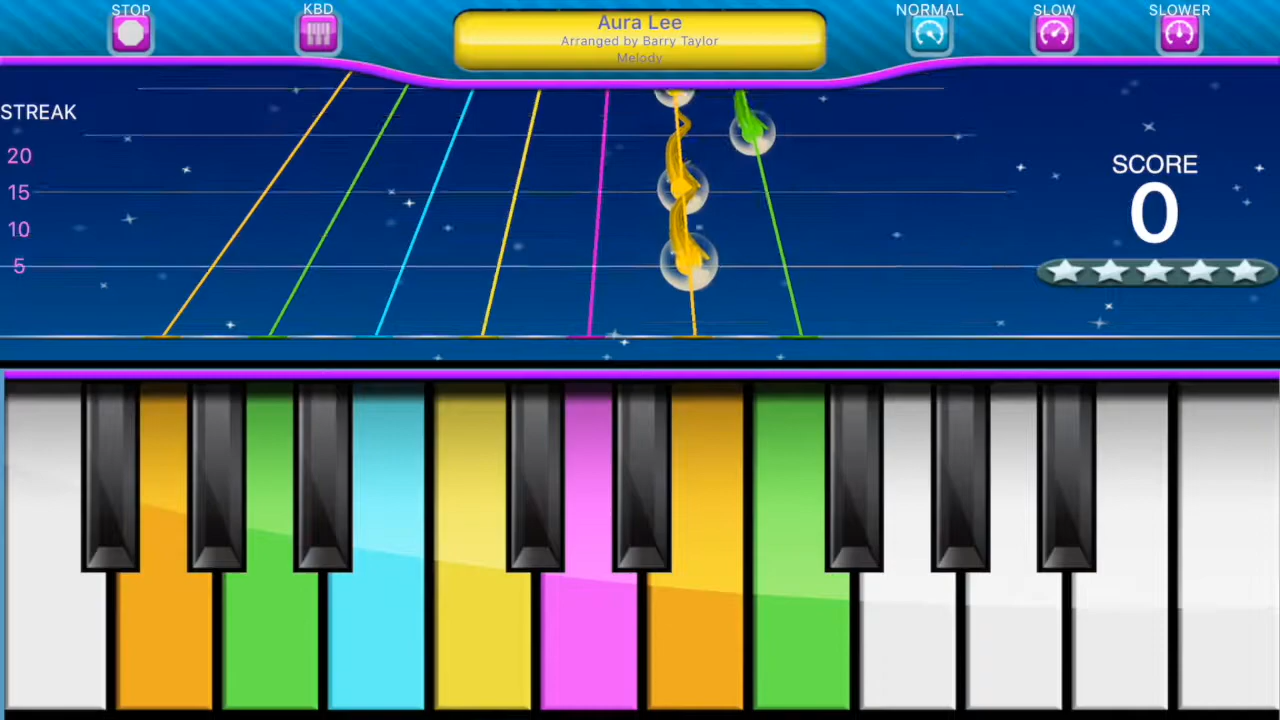 STOP
KBD
Aura Lee
Arranged by Barry Taylor
Melody
NORMAL
SLOW
SLOWER
STREAK
20
15
10
5
SCORE
0